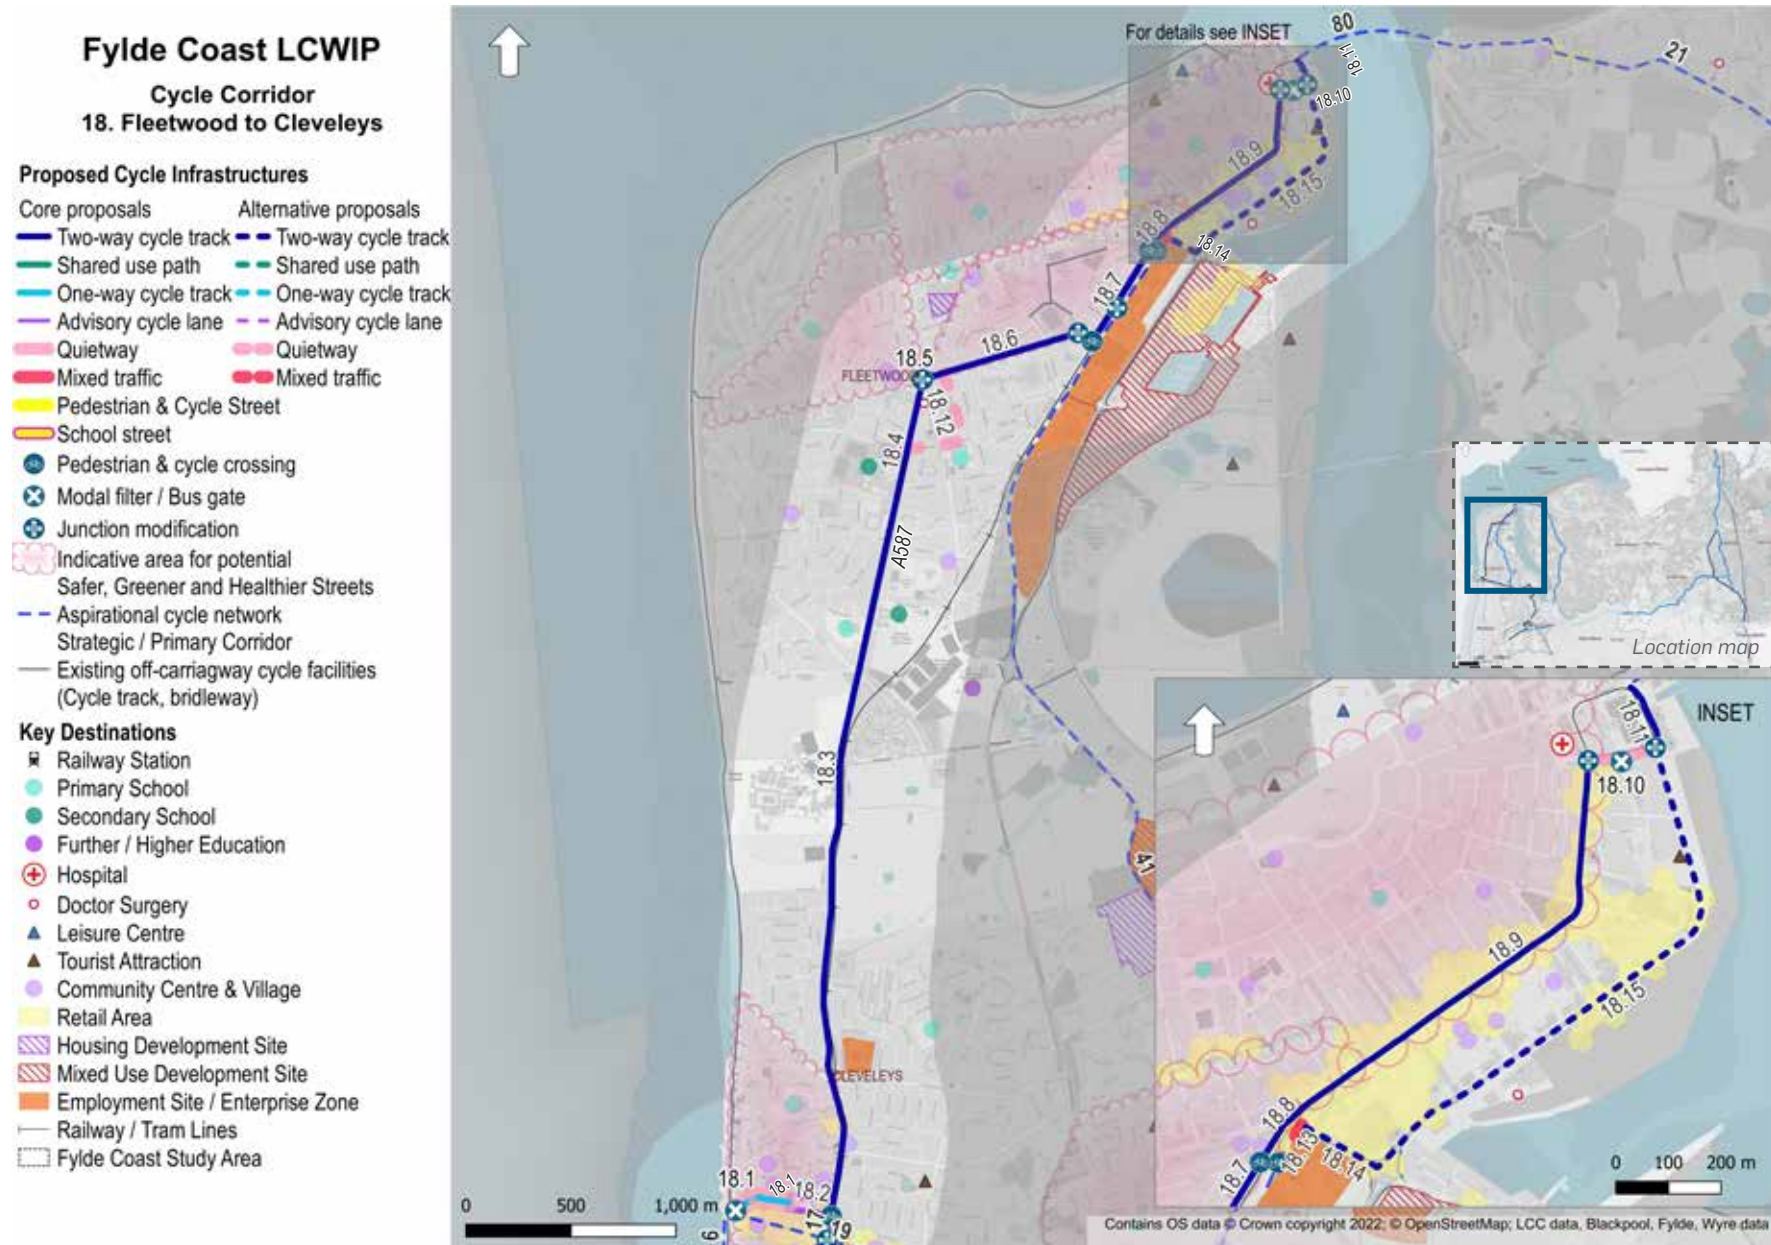 Fylde Coast LCWIP
Cycle Corridor
18. Fleetwood to Cleveleys
Proposed Cycle Infrastructures
Core proposals
Alternative proposals
Two-way cycle track
Two-way cycle track
Shared use path
Shared use path
One-way cycle track
One-way cycle track
Advisory cycle lane
Advisory cycle lane
Quietway
Quietway
Mixed traffic
Mixed traffic
Pedestrian & Cycle Street
School street
Pedestrian & cycle crossing
Modal filter / Bus gate
Junction modification
Indicative area for potential
Safer, Greener and Healthier Streets
Aspirational cycle network
Strategic / Primary Corridor
Existing off-carriagway cycle facilities
(Cycle track, bridleway)
Key Destinations
Railway Station
Primary School
Secondary School
Further / Higher Education
Hospital
Doctor Surgery
Leisure Centre
Tourist Attraction
Community Centre & Village
Retail Area
Housing Development Site
Mixed Use Development Site
Employment Site / Enterprise Zone
Railway / Tram Lines
Fylde Coast Study Area
For details see INSET
80
21
18.11
18.10
18.9
18.15
18.8
18.14
18.7
18.6
18.5
FLEETWOOD
18.12
18.4
A587
18.3
41
CLEVELEYS
18.1
18.1
18.2
17
19
6
0 500 1,000 m
Location map
INSET
18.11
18.10
18.9
18.15
18.8
18.13
18.14
18.7
0 100 200 m
Contains OS data © Crown copyright 2022; © OpenStreetMap; LCC data, Blackpool, Fylde, Wyre data